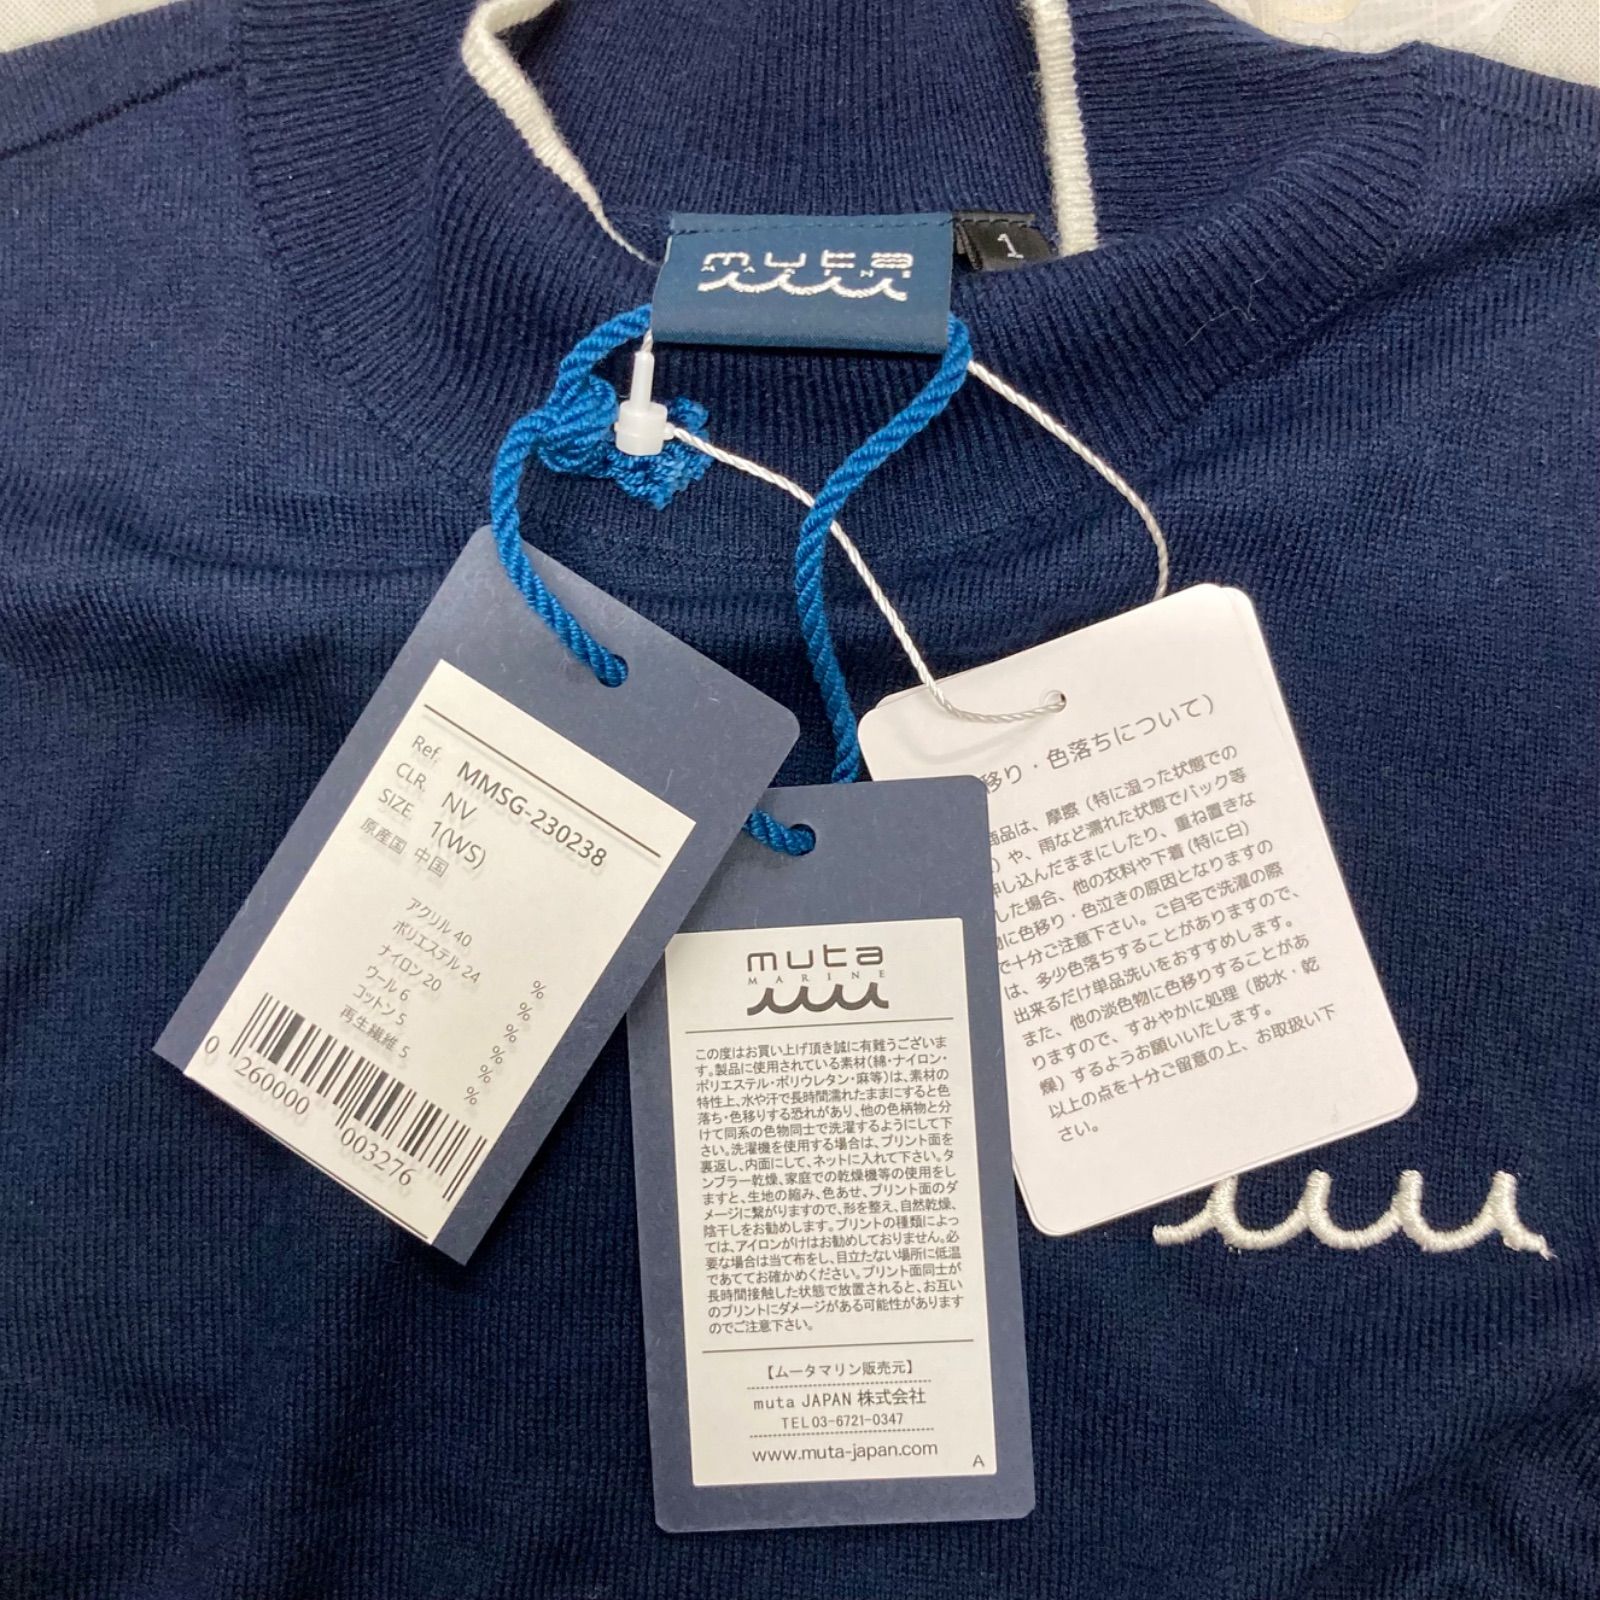 muta
MARINE
1
Ref. MMSG-230238
CLR. NV
SIZE. 1(WS)
原産国 中国
アクリル 40 %
ポリエステル 24 %
ナイロン 20 %
ウール 6 %
コットン 5 %
再生繊維 5 %
0 260000 003276
muta
MARINE
この度はお買い上げ頂き誠に有難うございま
す。製品に使用されている素材(綿・ナイロン・
ポリエステル・ポリウレタン・麻等)は、素材の
特性上、水や汗で長時間濡れたままにすると色
落ち・色移りする恐れがあり、他の色柄物と分
けて同系の色物同士で洗濯するようにして下
さい。洗濯機を使用する場合は、プリント面を
裏返し、内面にして、ネットに入れて下さい。タ
ンブラー乾燥、家庭での乾燥機等の使用をし
ますと、生地の縮み、色あせ、プリント面のダ
メージに繋がりますので、形を整え、自然乾燥、
陰干しをお勧めします。プリントの種類によっ
ては、アイロンがけはお勧めしておりません。必
要な場合は当て布をし、目立たない場所に低温
であててお確かめください。プリント面同士が
長時間接触した状態で放置されると、お互い
のプリントにダメージがある可能性があります
のでご注意下さい。
【ムータマリン販売元】
muta JAPAN 株式会社
TEL03-6721-0347
www.muta-japan.com
A
移り・色落ちについて)
商品は、摩擦(特に湿った状態での
)や、雨など濡れた状態でバック等
押し込んだままにしたり、重ね置きな
した場合、他の衣料や下着(特に白)
に色移り・色泣きの原因となりますの
で十分ご注意下さい。ご自宅で洗濯の際
は、多少色落ちすることがありますので、
出来るだけ単品洗いをおすすめします。
また、他の淡色物に色移りすることがあ
りますので、すみやかに処理(脱水・乾
燥)するようお願いいたします。
以上の点を十分ご留意の上、お取扱い下
さい。